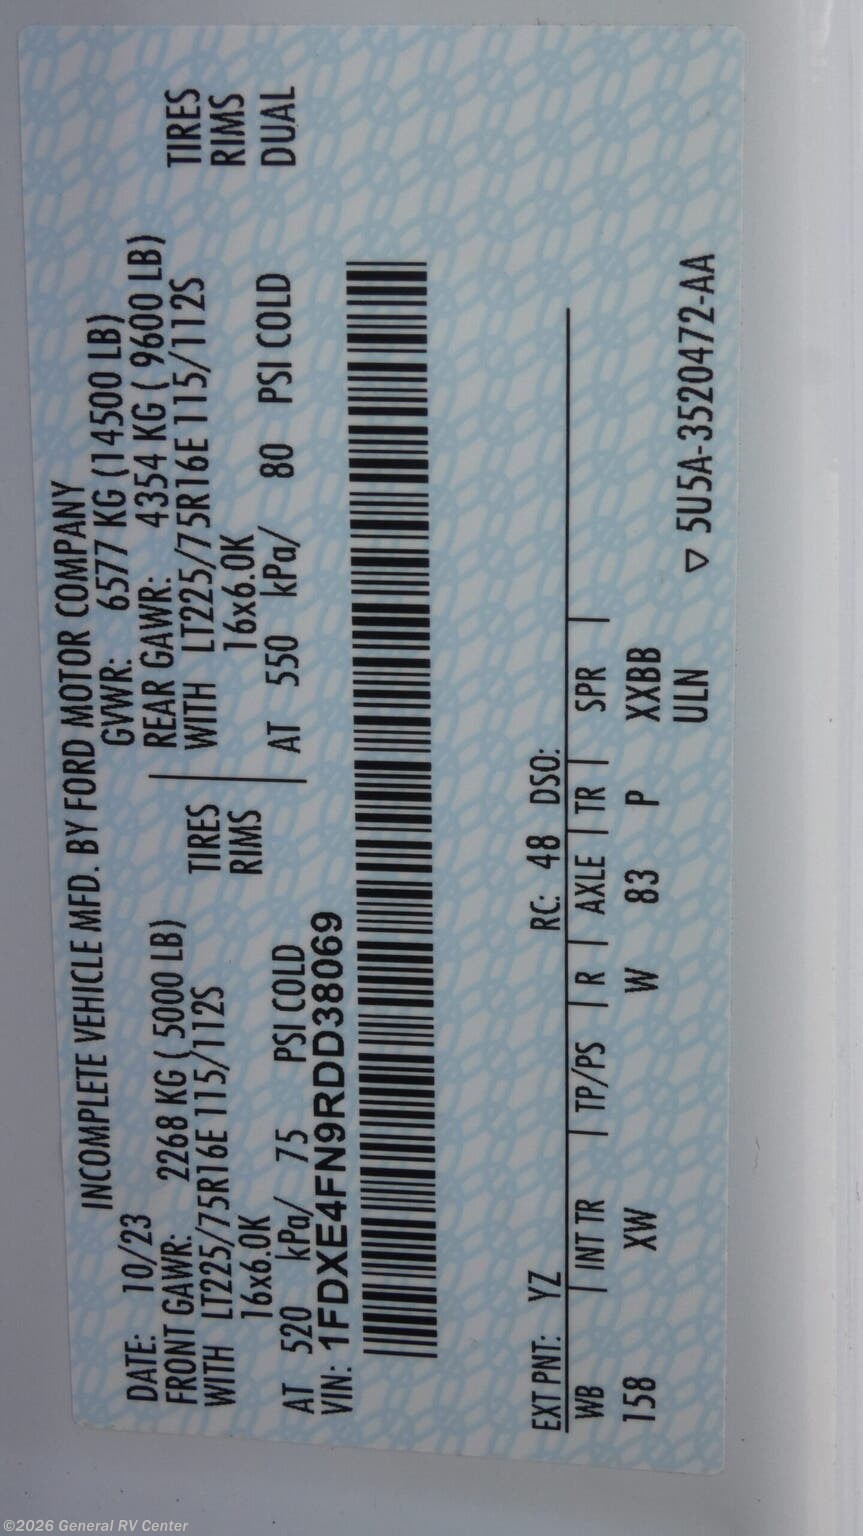 INCOMPLETE VEHICLE MFD. BY FORD MOTOR COMPANY
DATE: 10/23 GVWR: 6577 KG (14500 LB)
FRONT GAWR: 2268 KG ( 5000 LB) REAR GAWR: 4354 KG ( 9600 LB)
WITH LT225/75R16E 115/112S TIRES WITH LT225/75R16E 115/112S TIRES
16x6.0K RIMS 16x6.0K RIMS
AT 520 kPa/ 75 PSI COLD AT 550 kPa/ 80 PSI COLD DUAL
VIN: 1FDXE4FN9RDD38069
EXT PNT: YZ RC: 48 DSO:
WB | INT TR | TP/PS | R | AXLE | TR | SPR |
158 XW W 83 P XXBB
ULN
▽ 5U5A-3520472-AA
©2026 General RV Center